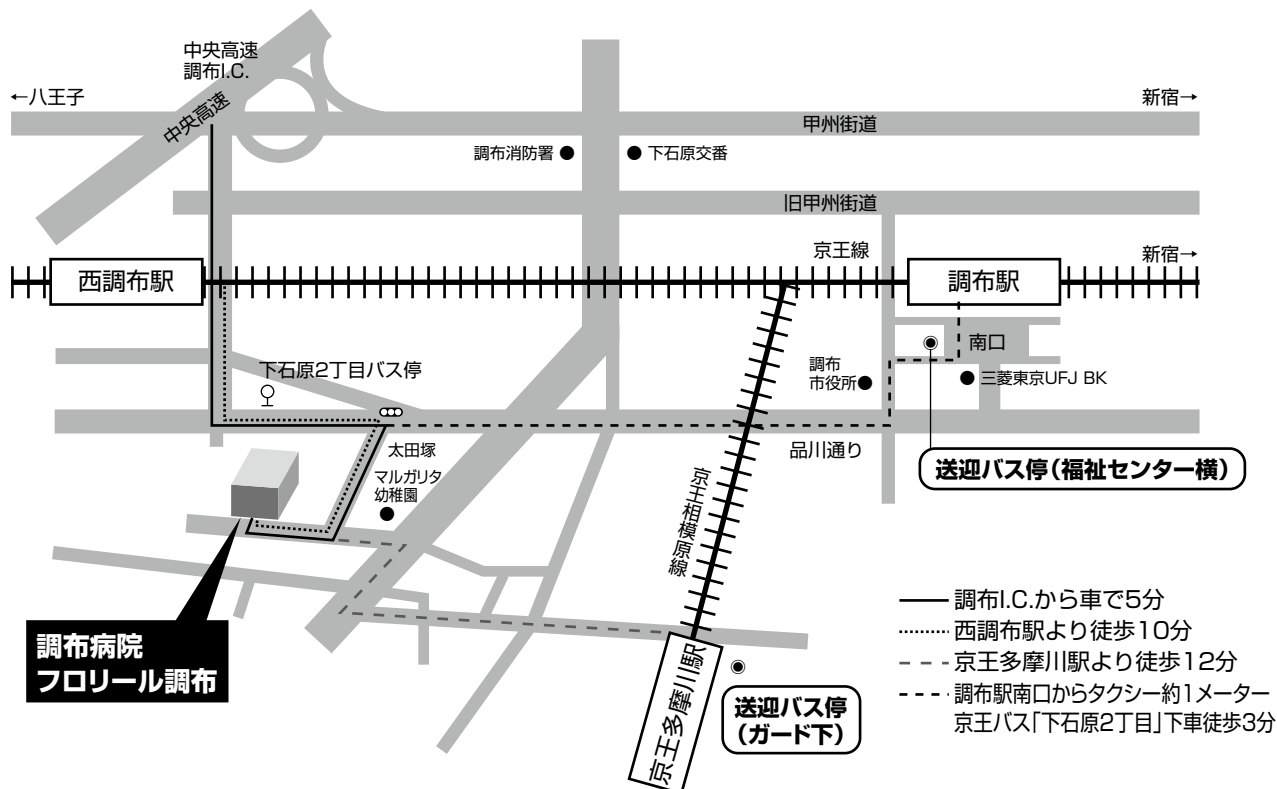 中央高速
調布I.C.
←八王子
新宿→
中央高速
甲州街道
調布消防署
下石原交番
旧甲州街道
京王線
新宿→
西調布駅
調布駅
南口
下石原2丁目バス停
調布
市役所
三菱東京UFJ BK
太田塚
品川通り
マルガリタ
幼稚園
送迎バス停(福祉センター横)
京王相模原線
調布病院
フロリール調布
京王多摩川駅
送迎バス停
(ガード下)
調布I.C.から車で5分
西調布駅より徒歩10分
京王多摩川駅より徒歩12分
調布駅南口からタクシー約1メーター
京王バス「下石原2丁目」下車徒歩3分